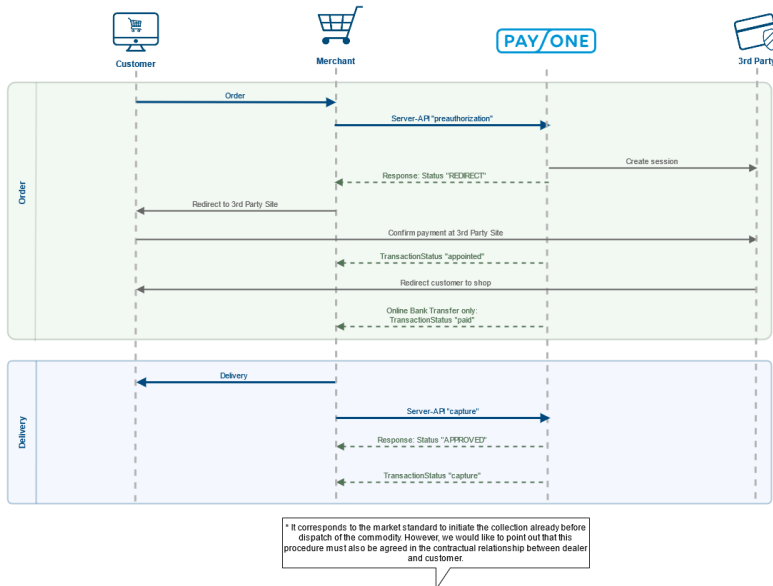 PAY/ONE
Customer
Merchant
3rd Party
Order
Order
Server-API "preauthorization"
Create session
Response: Status "REDIRECT"
Redirect to 3rd Party Site
Confirm payment at 3rd Party Site
TransactionStatus "appointed"
Redirect customer to shop
Online Bank Transfer only:
TransactionStatus "paid"
Delivery
Delivery
Server-API "capture"
Response: Status "APPROVED"
TransactionStatus "capture"
* It corresponds to the market standard to initiate the collection already before
dispatch of the commodity. However, we would like to point out that this
procedure must also be agreed in the contractual relationship between dealer
and customer.